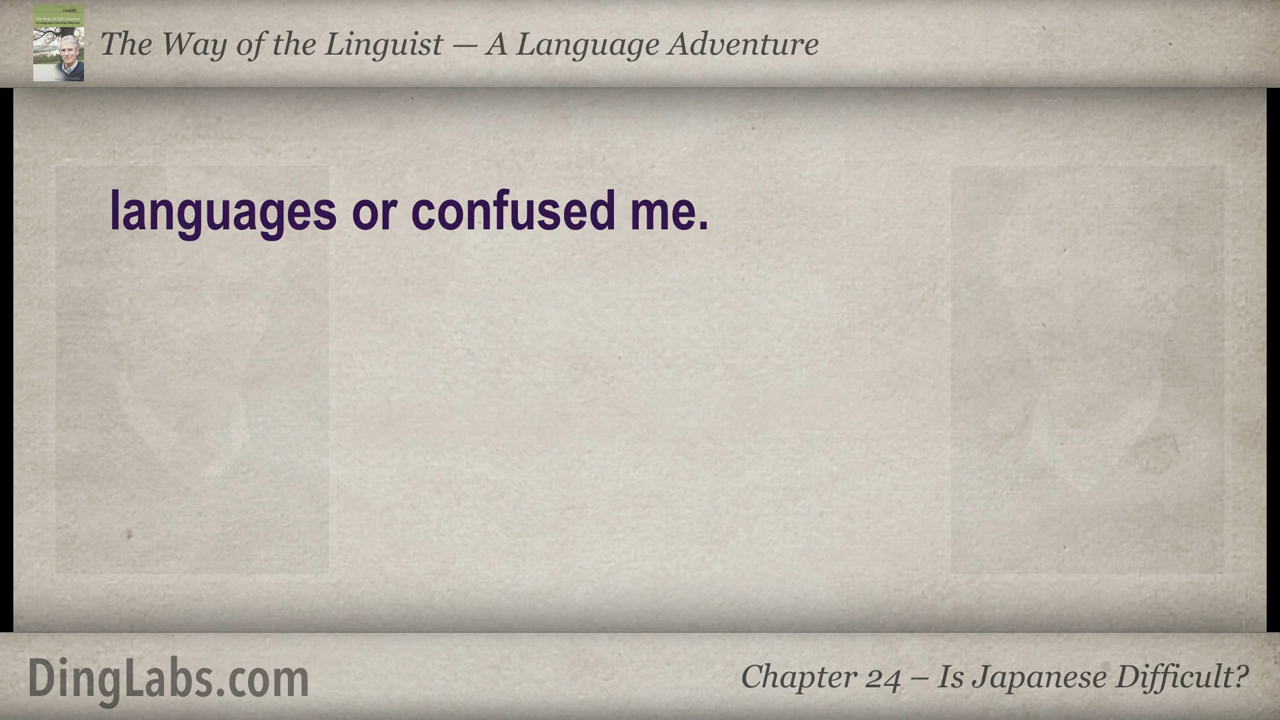 The Way of the Linguist — A Language Adventure
languages or confused me.
DingLabs.com
Chapter 24 – Is Japanese Difficult?